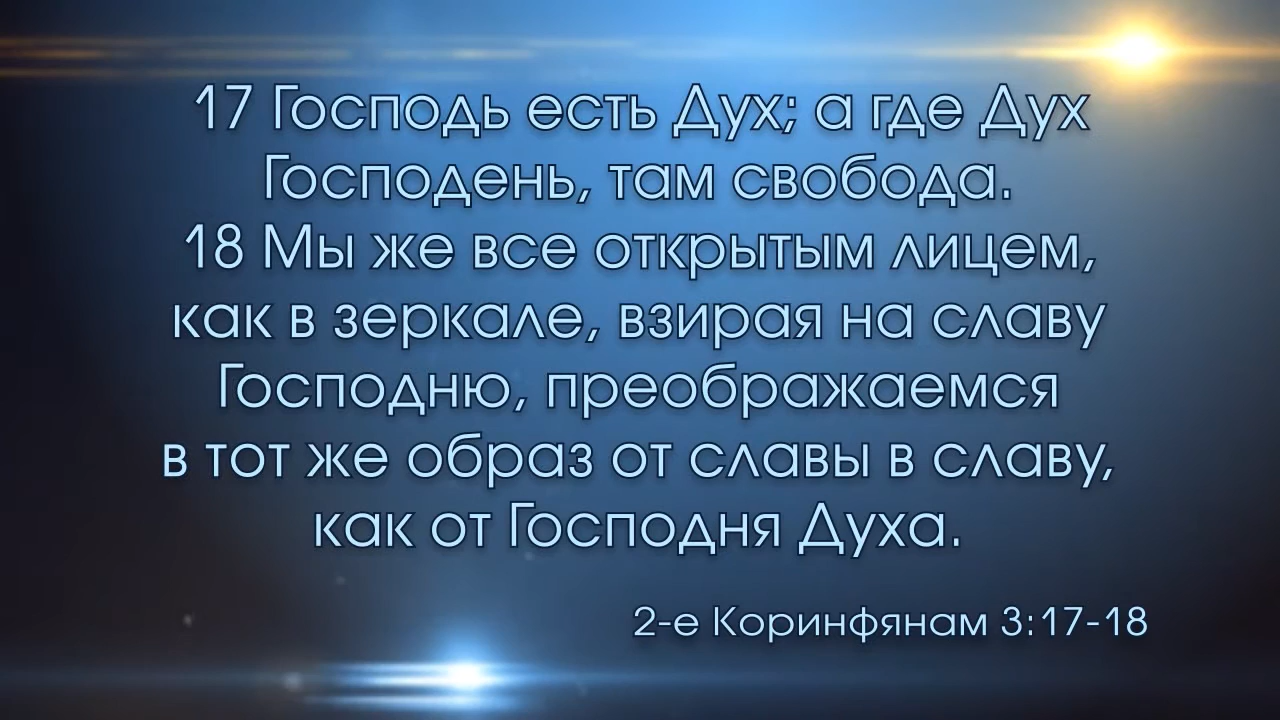 17 Господь есть Дух; а где Дух
Господень, там свобода.
18 Мы же все открытым лицем,
как в зеркале, взирая на славу
Господню, преображаемся
в тот же образ от славы в славу,
как от Господня Духа.
2-е Коринфянам 3:17-18